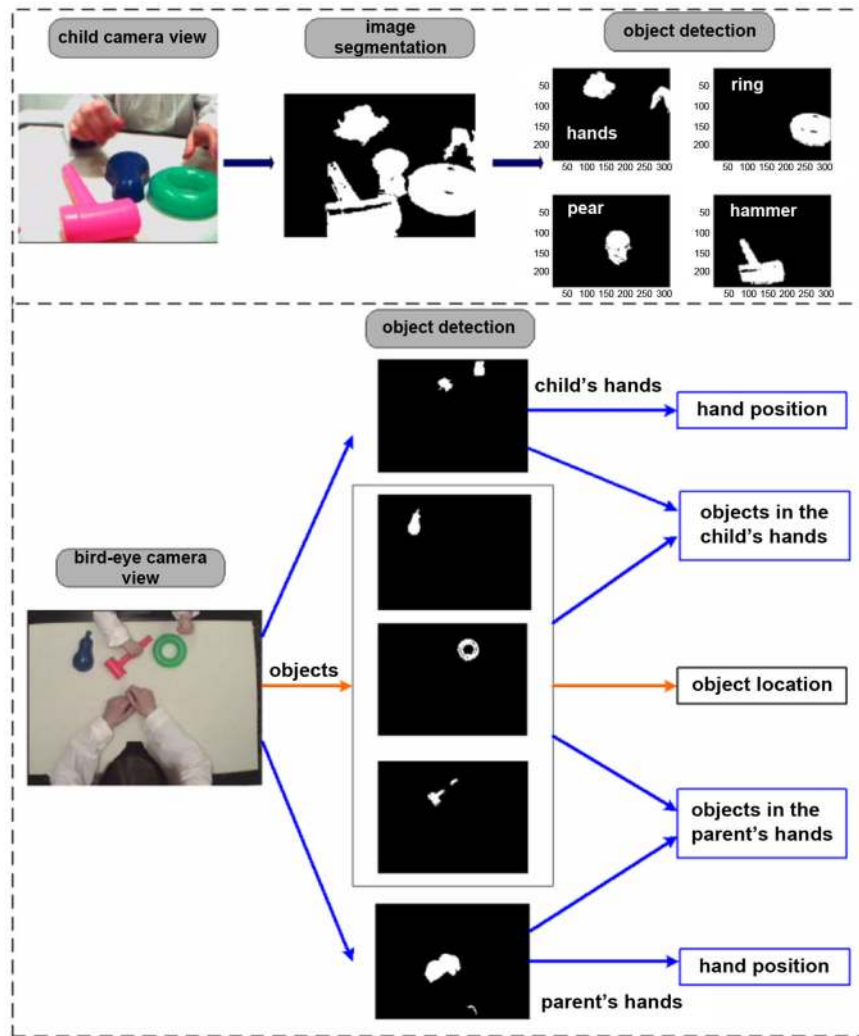 child camera view
image
segmentation
object detection
50
100
150
200
hands
50 100 150 200 250 300
50
100
150
200
ring
50 100 150 200 250 300
50
100
150
200
pear
50 100 150 200 250 300
50
100
150
200
hammer
50 100 150 200 250 300
object detection
child's hands
hand position
objects in the
child's hands
bird-eye camera
view
objects
object location
objects in the
parent's hands
hand position
parent's hands